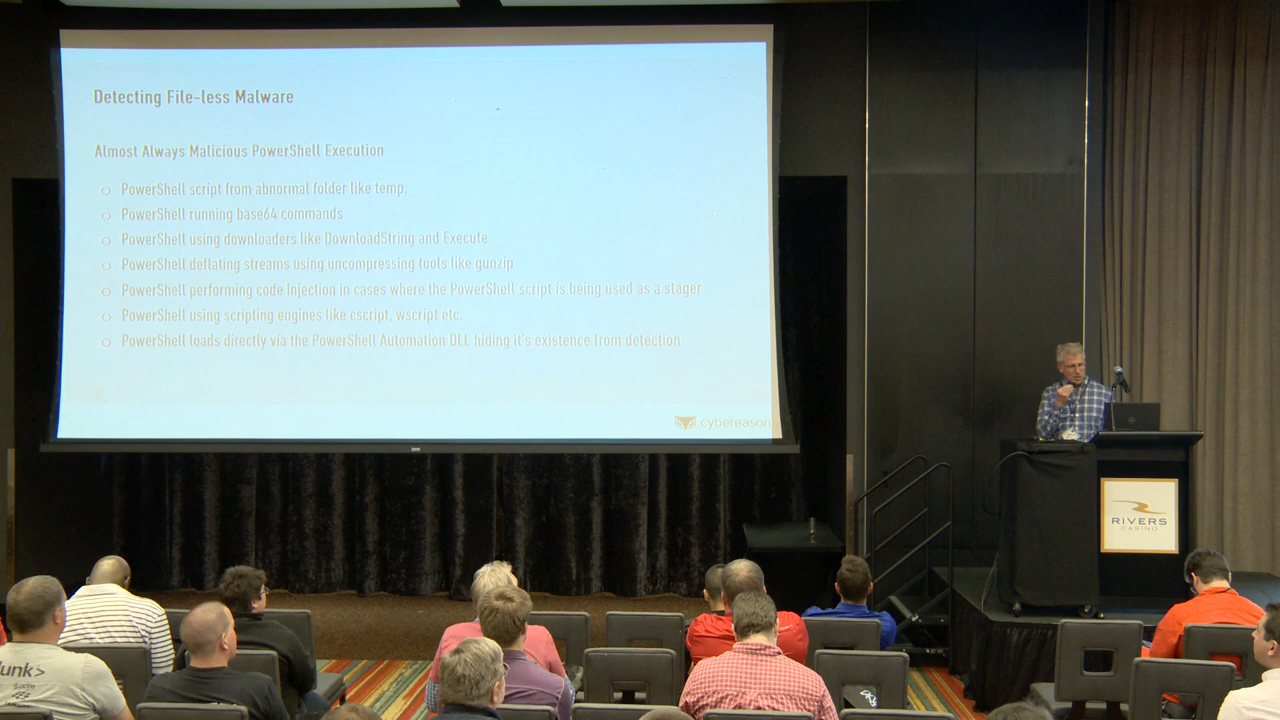 Detecting File-less Malware
Almost Always Malicious PowerShell Execution
o PowerShell script from abnormal folder like temp.
o PowerShell running base64 commands
o PowerShell using downloaders like DownloadString and Execute
o PowerShell deflating streams using uncompressing tools like gunzip
o PowerShell performing code Injection in cases where the PowerShell script is being used as a stager
o PowerShell using scripting engines like cscript, wscript etc.
o PowerShell loads directly via the PowerShell Automation DLL hiding it's existence from detection
cybereason
RIVERS
CASINO
lunk>